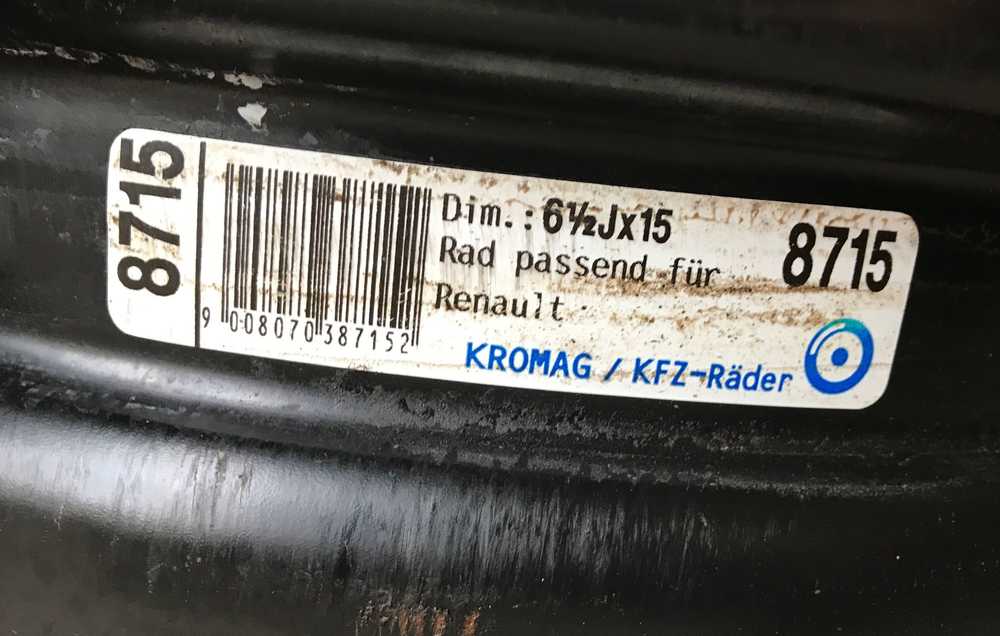 8715
9 008070 387152
Dim.: 6½Jx15
Rad passend für
Renault
8715
KROMAG / KFZ-Räder